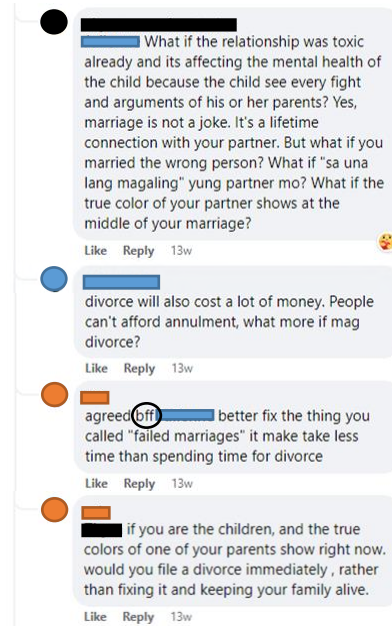 What if the relationship was toxic
already and its affecting the mental health of
the child because the child see every fight
and arguments of his or her parents? Yes,
marriage is not a joke. It's a lifetime
connection with your partner. But what if you
married the wrong person? What if "sa una
lang magaling" yung partner mo? What if the
true color of your partner shows at the
middle of your marriage?
Like Reply 13w
divorce will also cost a lot of money. People
can't afford annulment, what more if mag
divorce?
Like Reply 13w
agreed bff better fix the thing you
called "failed marriages" it make take less
time than spending time for divorce
Like Reply 13w
if you are the children, and the true
colors of one of your parents show right now.
would you file a divorce immediately , rather
than fixing it and keeping your family alive.
Like Reply 13w